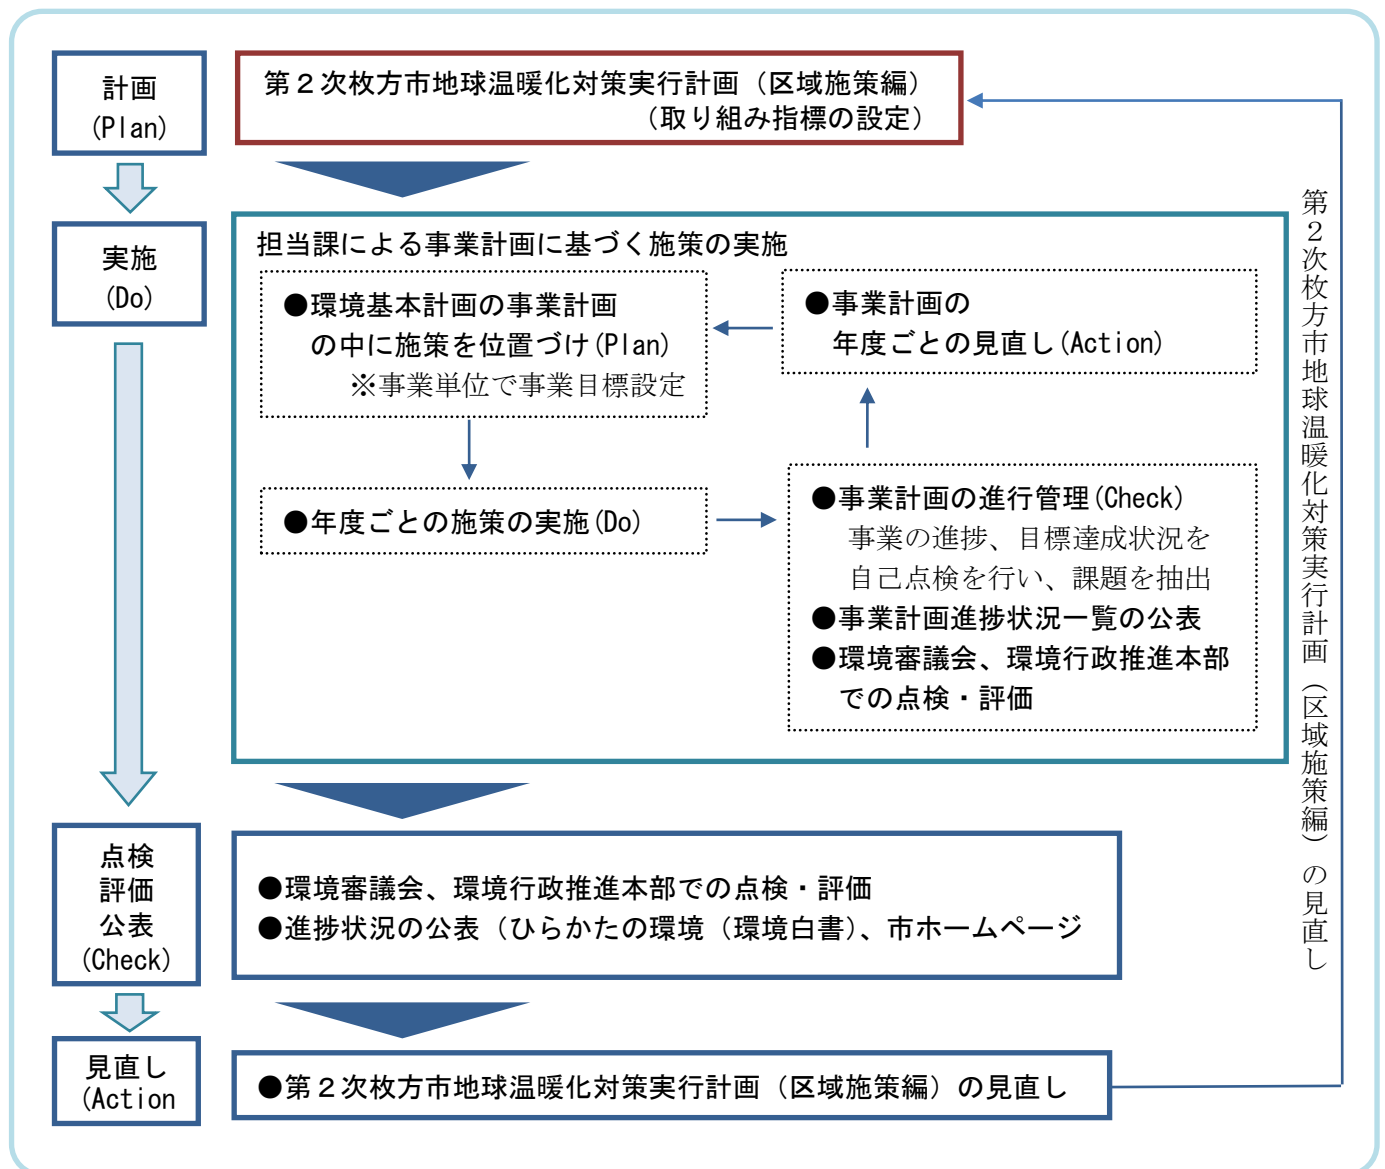 計画
(Plan)
第２次枚方市地球温暖化対策実行計画（区域施策編）
（取り組み指標の設定）
実施
(Do)
担当課による事業計画に基づく施策の実施
●環境基本計画の事業計画
の中に施策を位置づけ(Plan)
※事業単位で事業目標設定
●事業計画の
年度ごとの見直し(Action)
●年度ごとの施策の実施(Do)
●事業計画の進行管理(Check)
事業の進捗、目標達成状況を
自己点検を行い、課題を抽出
●事業計画進捗状況一覧の公表
●環境審議会、環境行政推進本部
での点検・評価
第２次枚方市地球温暖化対策実行計画（区域施策編）の見直し
点検
評価
公表
(Check)
●環境審議会、環境行政推進本部での点検・評価
●進捗状況の公表（ひらかたの環境（環境白書）、市ホームページ
見直し
(Action
●第２次枚方市地球温暖化対策実行計画（区域施策編）の見直し